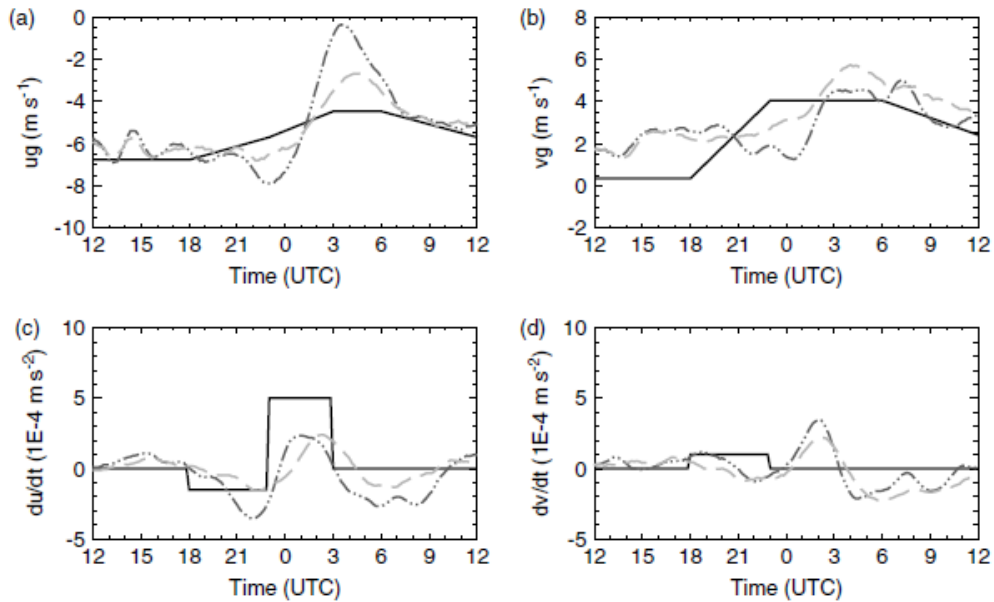 (a)
0
-2
-4
-6
-8
-10
ug (m s⁻¹)
12 15 18 21 0 3 6 9 12
Time (UTC)
(b)
8
6
4
2
0
-2
vg (m s⁻¹)
12 15 18 21 0 3 6 9 12
Time (UTC)
(c)
10
5
0
-5
du/dt (1E-4 m s⁻²)
12 15 18 21 0 3 6 9 12
Time (UTC)
(d)
10
5
0
-5
dv/dt (1E-4 m s⁻²)
12 15 18 21 0 3 6 9 12
Time (UTC)